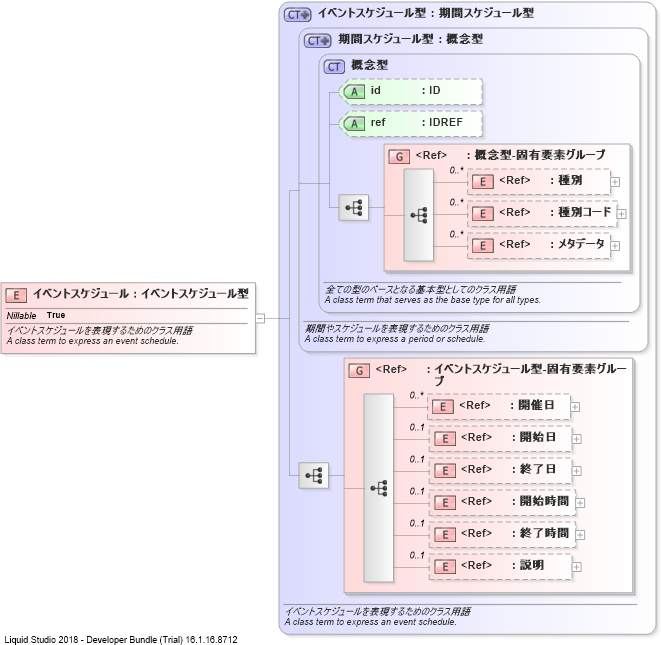 CT イベントスケジュール型 : 期間スケジュール型
CT 期間スケジュール型 : 概念型
CT 概念型
A id : ID
A ref : IDREF
G <Ref> : 概念型-固有要素グループ
0..*
E <Ref> : 種別
0..*
E <Ref> : 種別コード
0..*
E <Ref> : メタデータ
全ての型のベースとなる基本型としてのクラス用語
A class term that serves as the base type for all types.
期間やスケジュールを表現するためのクラス用語
A class term to express a period or schedule.
E イベントスケジュール : イベントスケジュール型
Nillable True
イベントスケジュールを表現するためのクラス用語
A class term to express an event schedule.
G <Ref> : イベントスケジュール型-固有要素グルー
プ
0..*
E <Ref> : 開催日
0..1
E <Ref> : 開始日
0..1
E <Ref> : 終了日
0..1
E <Ref> : 開始時間
0..1
E <Ref> : 終了時間
0..1
E <Ref> : 説明
イベントスケジュールを表現するためのクラス用語
A class term to express an event schedule.
Liquid Studio 2018 - Developer Bundle (Trial) 16.1.16.8712